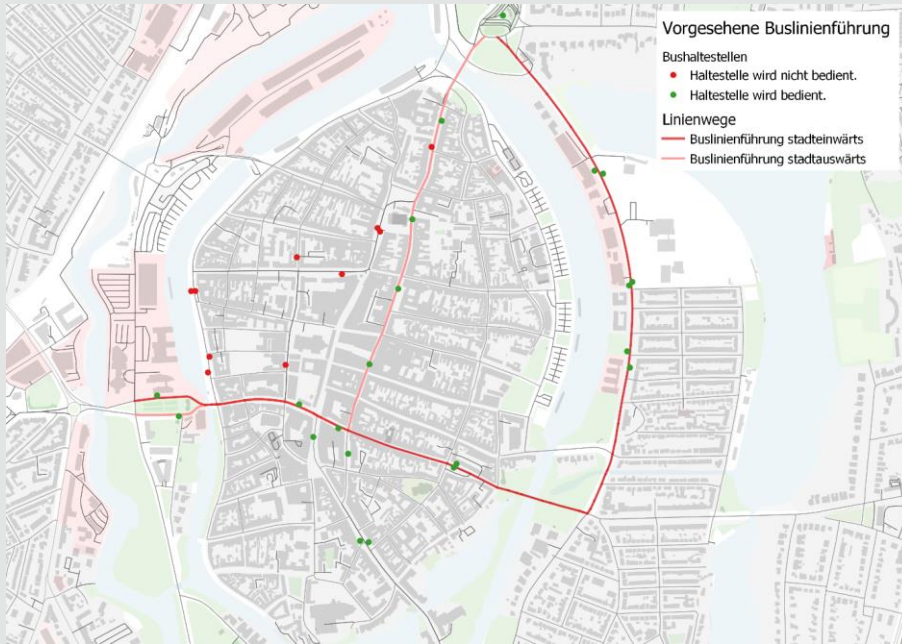 Vorgesehene Buslinienführung
Bushaltestellen
Haltestelle wird nicht bedient.
Haltestelle wird bedient.
Linienwege
Buslinienführung stadteinwärts
Buslinienführung stadtauswärts